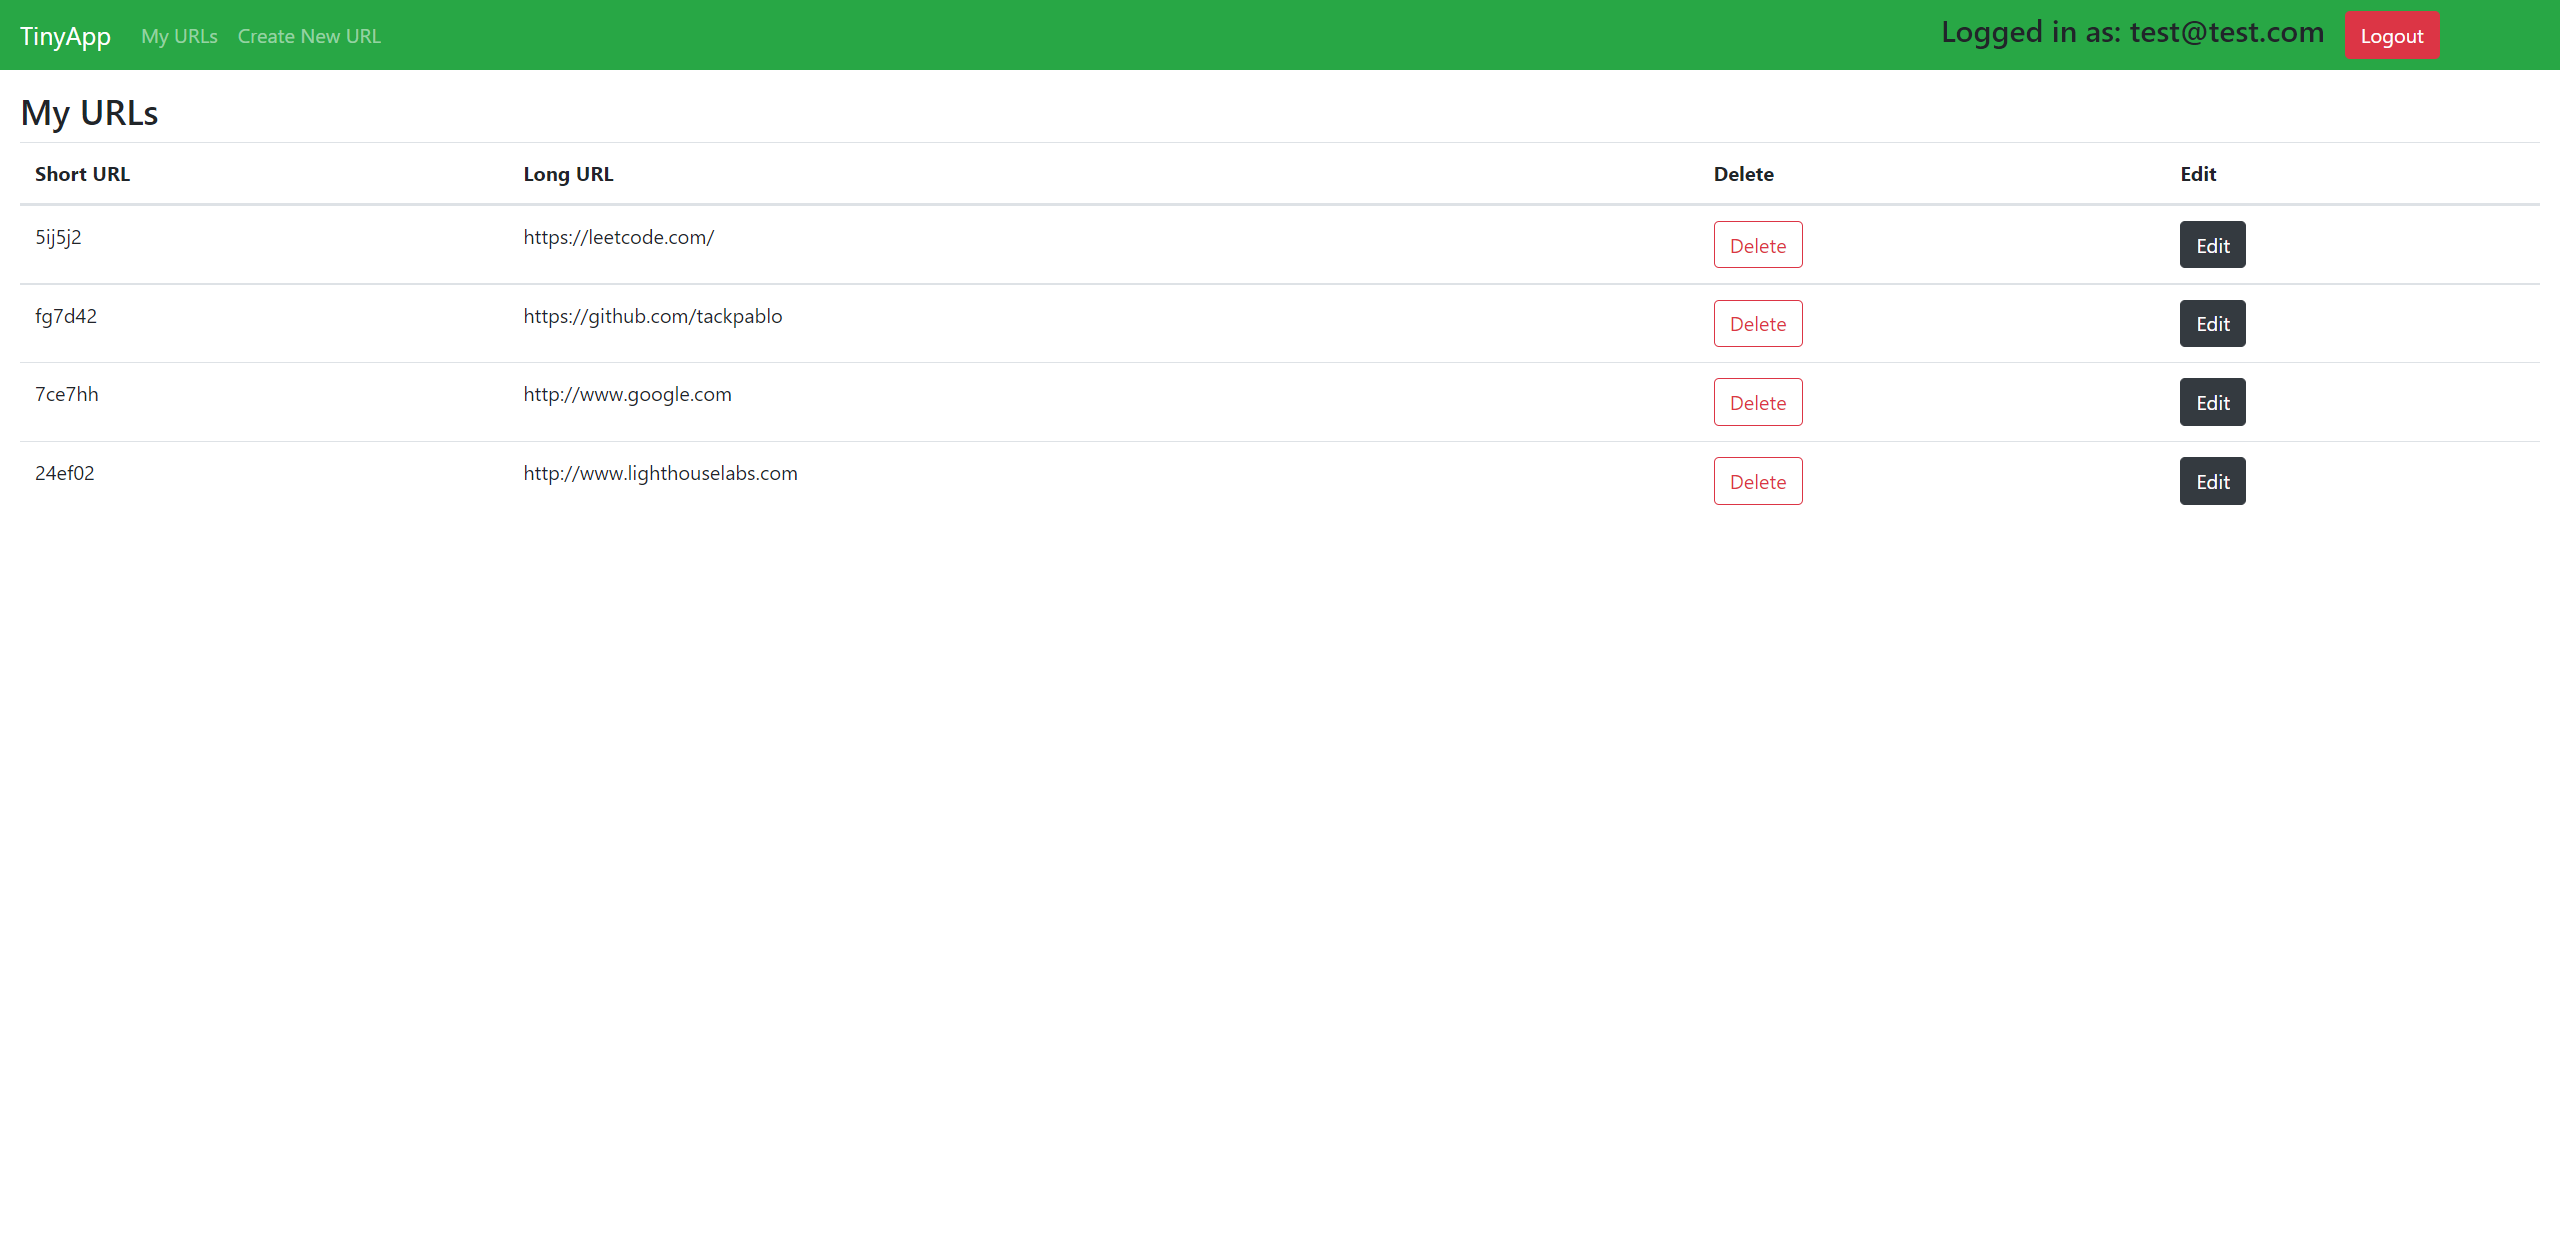 TinyApp My URLs Create New URL Logged in as: test@test.com Logout
My URLs
Short URL Long URL Delete Edit
5ij5j2 https://leetcode.com/ Delete Edit
fg7d42 https://github.com/tackpablo Delete Edit
7ce7hh http://www.google.com Delete Edit
24ef02 http://www.lighthouselabs.com Delete Edit